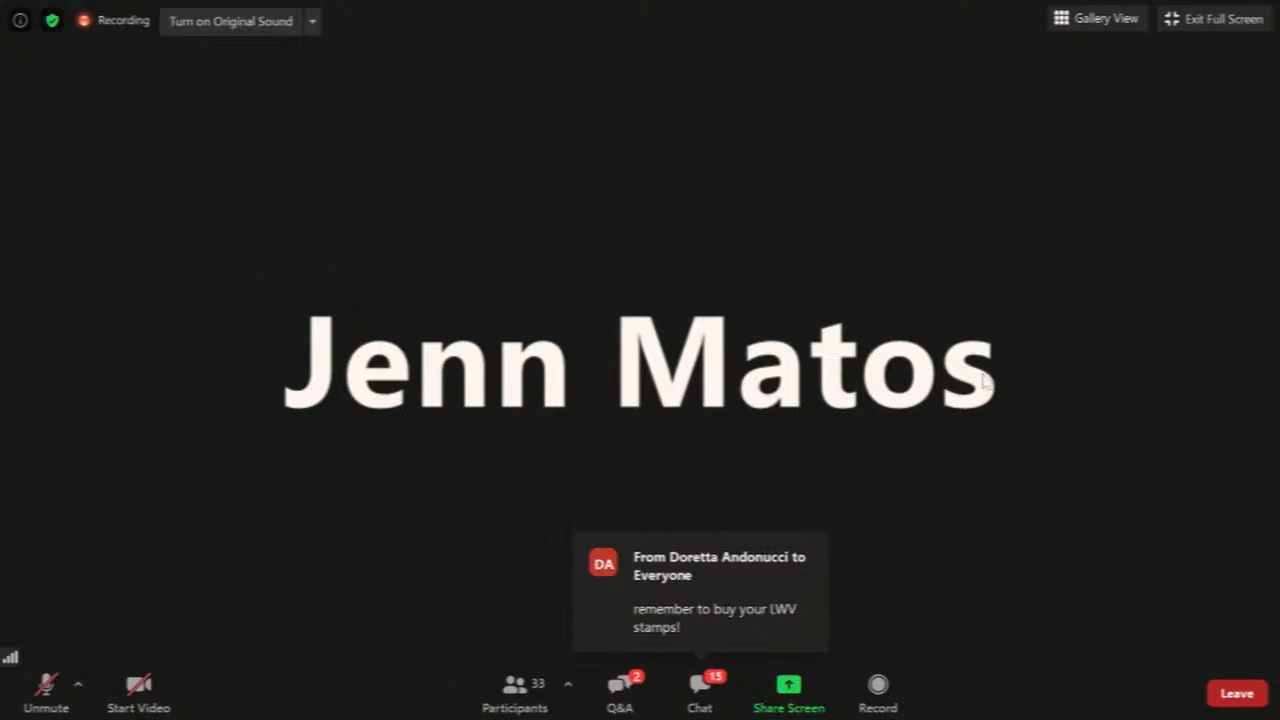 Recording
Turn on Original Sound
Gallery View
Exit Full Screen
Jenn Matos
DA
From Doretta Andonucci to
Everyone
remember to buy your LWV
stamps!
Unmute
Start Video
33
Participants
2
Q&A
15
Chat
Share Screen
Record
Leave